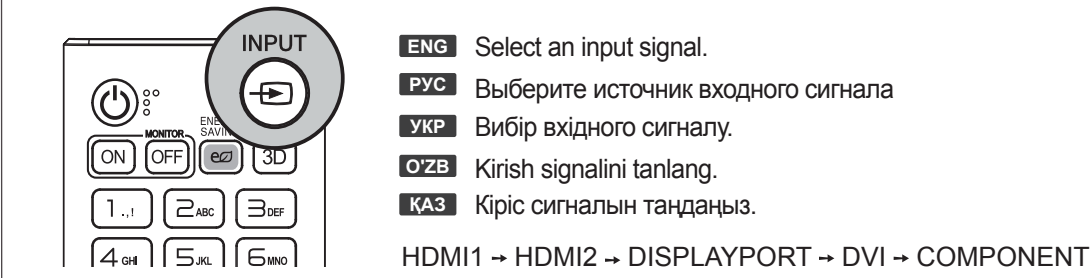 INPUT
ENG Select an input signal.
РУС Выберите источник входного сигнала
УКР Вибір вхідного сигналу.
O'ZB Kirish signalini tanlang.
ҚАЗ Кіріс сигналын таңдаңыз.
MONITOR
SAVIN
ON OFF 3D
1.,! 2ABC 3DEF
4GHI 5JKL 6MNO
HDMI1 → HDMI2 → DISPLAYPORT → DVI → COMPONENT